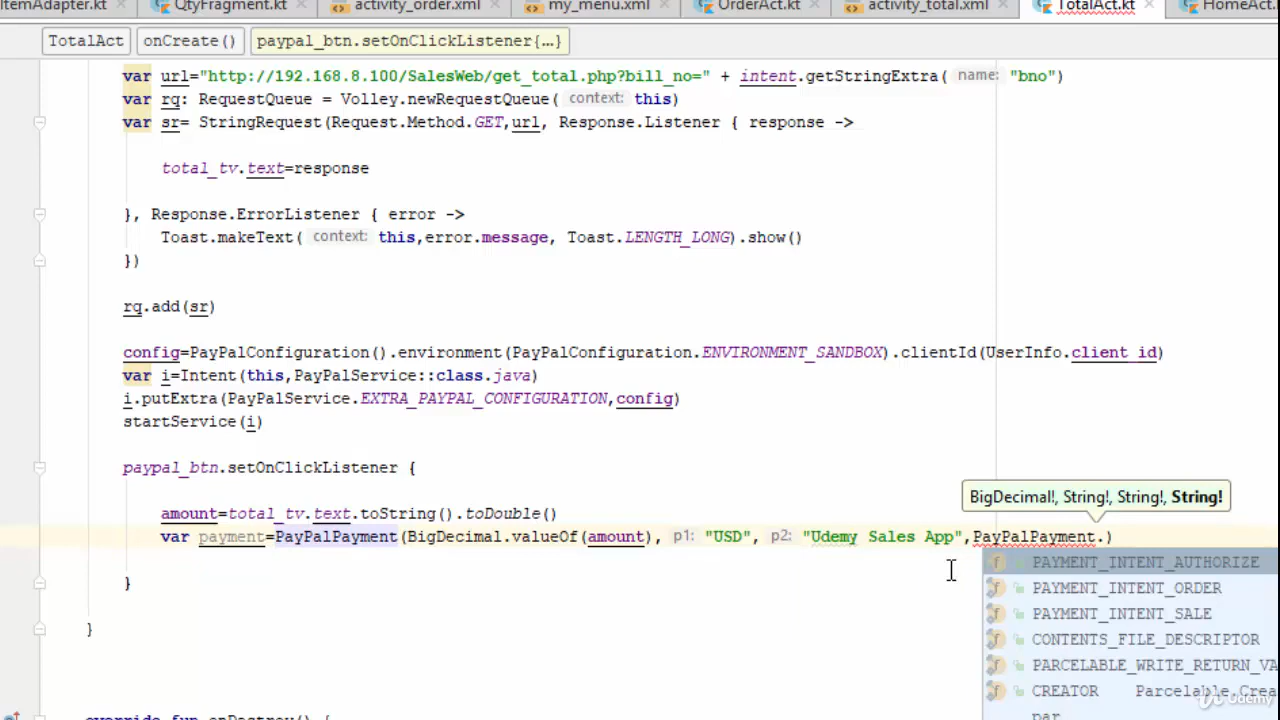 ItemAdapter.kt QtyFragment.kt activity_order.xml my_menu.xml OrderAct.kt activity_total.xml TotalAct.kt HomeAct.
TotalAct onCreate() paypal_btn.setOnClickListener{...}
var url="http://192.168.8.100/SalesWeb/get_total.php?bill_no=" + intent.getStringExtra( name: "bno")
var rq: RequestQueue = Volley.newRequestQueue( context: this)
var sr= StringRequest(Request.Method.GET,url, Response.Listener { response ->
total_tv.text=response
}, Response.ErrorListener { error ->
Toast.makeText( context: this,error.message, Toast.LENGTH_LONG).show()
})
rq.add(sr)
config=PayPalConfiguration().environment(PayPalConfiguration.ENVIRONMENT_SANDBOX).clientId(UserInfo.client_id)
var i=Intent(this,PayPalService::class.java)
i.putExtra(PayPalService.EXTRA_PAYPAL_CONFIGURATION,config)
startService(i)
paypal_btn.setOnClickListener {
BigDecimal!, String!, String!, String!
amount=total_tv.text.toString().toDouble()
var payment=PayPalPayment(BigDecimal.valueOf(amount), p1: "USD", p2: "Udemy Sales App",PayPalPayment.)
PAYMENT_INTENT_AUTHORIZE
}
PAYMENT_INTENT_ORDER
PAYMENT_INTENT_SALE
}
CONTENTS_FILE_DESCRIPTOR
PARCELABLE_WRITE_RETURN_VA
CREATOR Parcelable.Crea
Udemy
par
override fun onDestroy() {